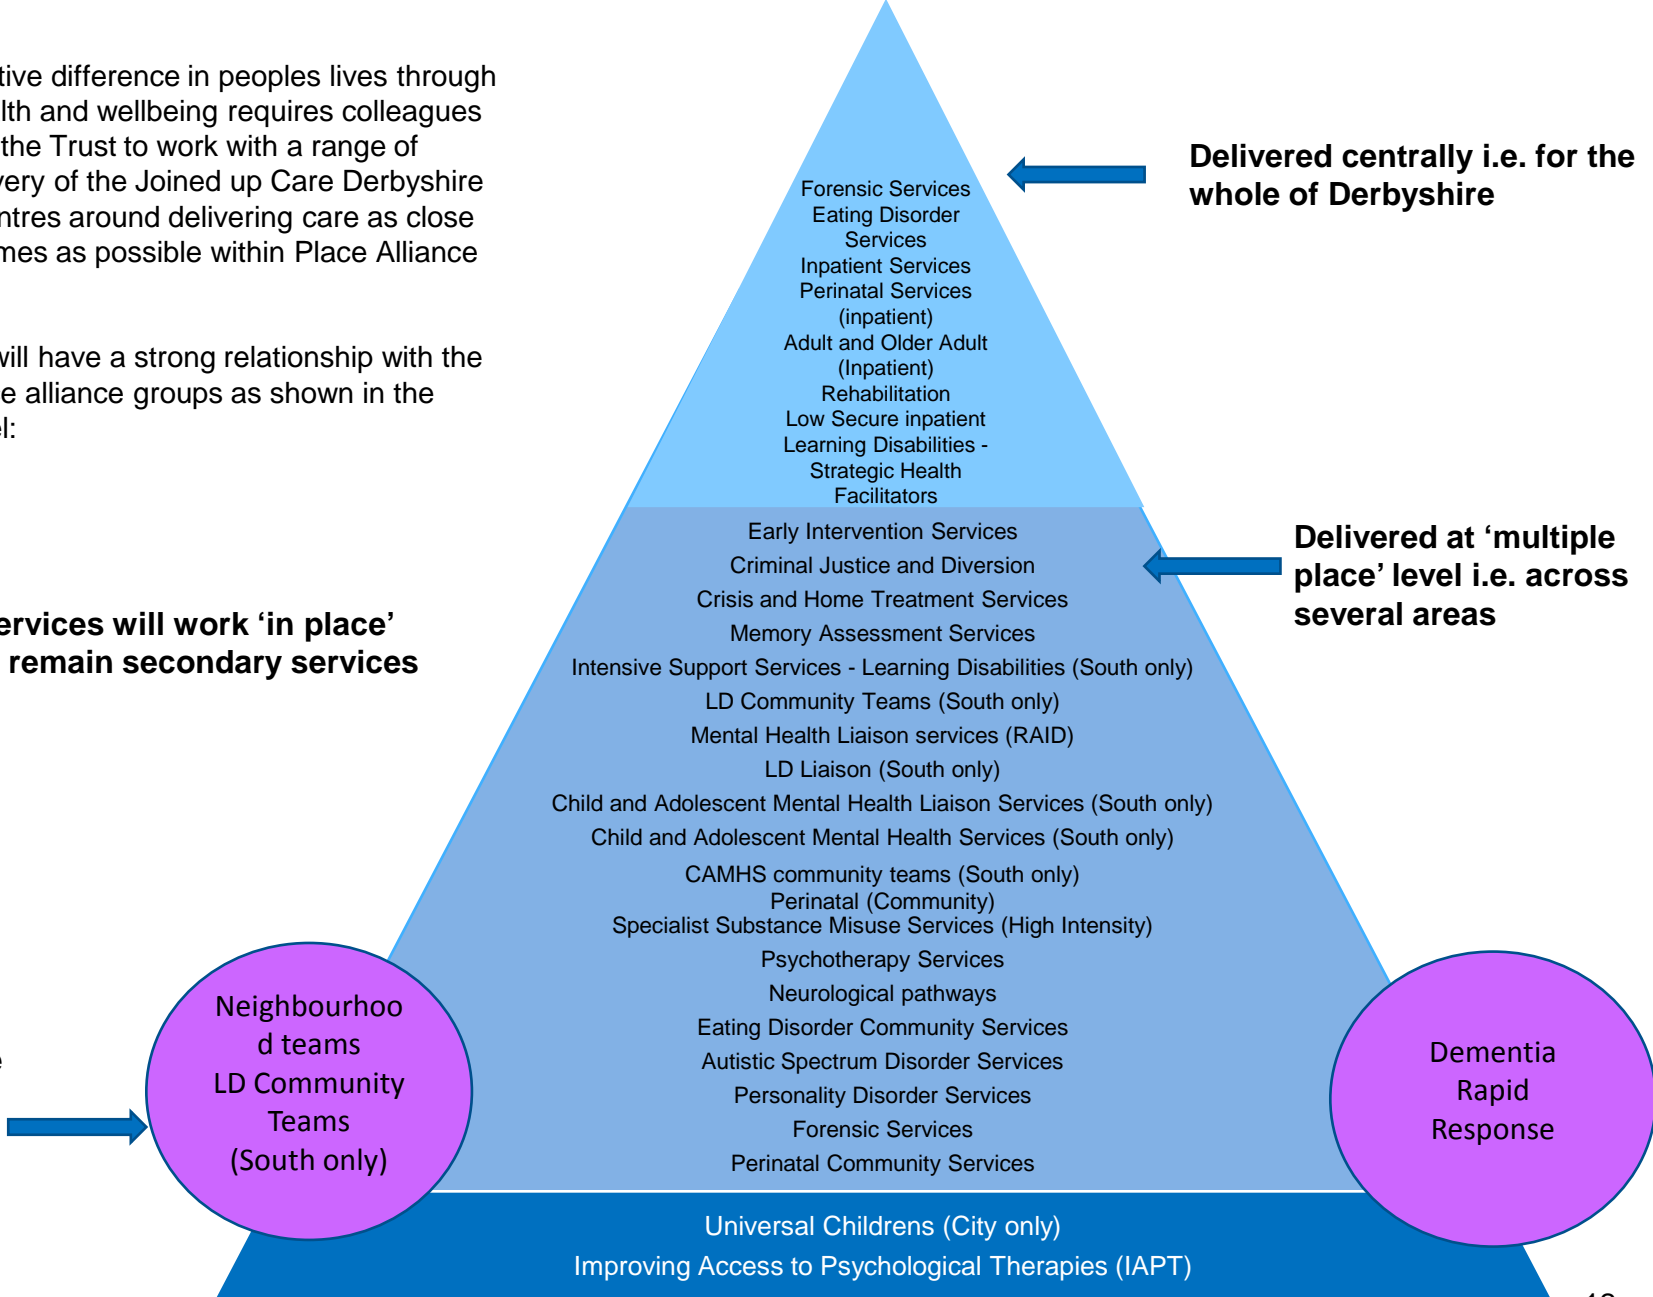 tive difference in peoples lives through
lth and wellbeing requires colleagues
the Trust to work with a range of
very of the Joined up Care Derbyshire
ntres around delivering care as close
mes as possible within Place Alliance
will have a strong relationship with the
e alliance groups as shown in the
el:
ervices will work ‘in place’
remain secondary services
e
Forensic Services
Eating Disorder
Services
Inpatient Services
Perinatal Services
(inpatient)
Adult and Older Adult
(Inpatient)
Rehabilitation
Low Secure inpatient
Learning Disabilities -
Strategic Health
Facilitators
Delivered centrally i.e. for the
whole of Derbyshire
Early Intervention Services
Criminal Justice and Diversion
Crisis and Home Treatment Services
Memory Assessment Services
Intensive Support Services - Learning Disabilities (South only)
LD Community Teams (South only)
Mental Health Liaison services (RAID)
LD Liaison (South only)
Child and Adolescent Mental Health Liaison Services (South only)
Child and Adolescent Mental Health Services (South only)
CAMHS community teams (South only)
Perinatal (Community)
Specialist Substance Misuse Services (High Intensity)
Psychotherapy Services
Neurological pathways
Eating Disorder Community Services
Autistic Spectrum Disorder Services
Personality Disorder Services
Forensic Services
Perinatal Community Services
Delivered at ‘multiple
place’ level i.e. across
several areas
Neighbourhoo
d teams
LD Community
Teams
(South only)
Dementia
Rapid
Response
Universal Childrens (City only)
Improving Access to Psychological Therapies (IAPT)